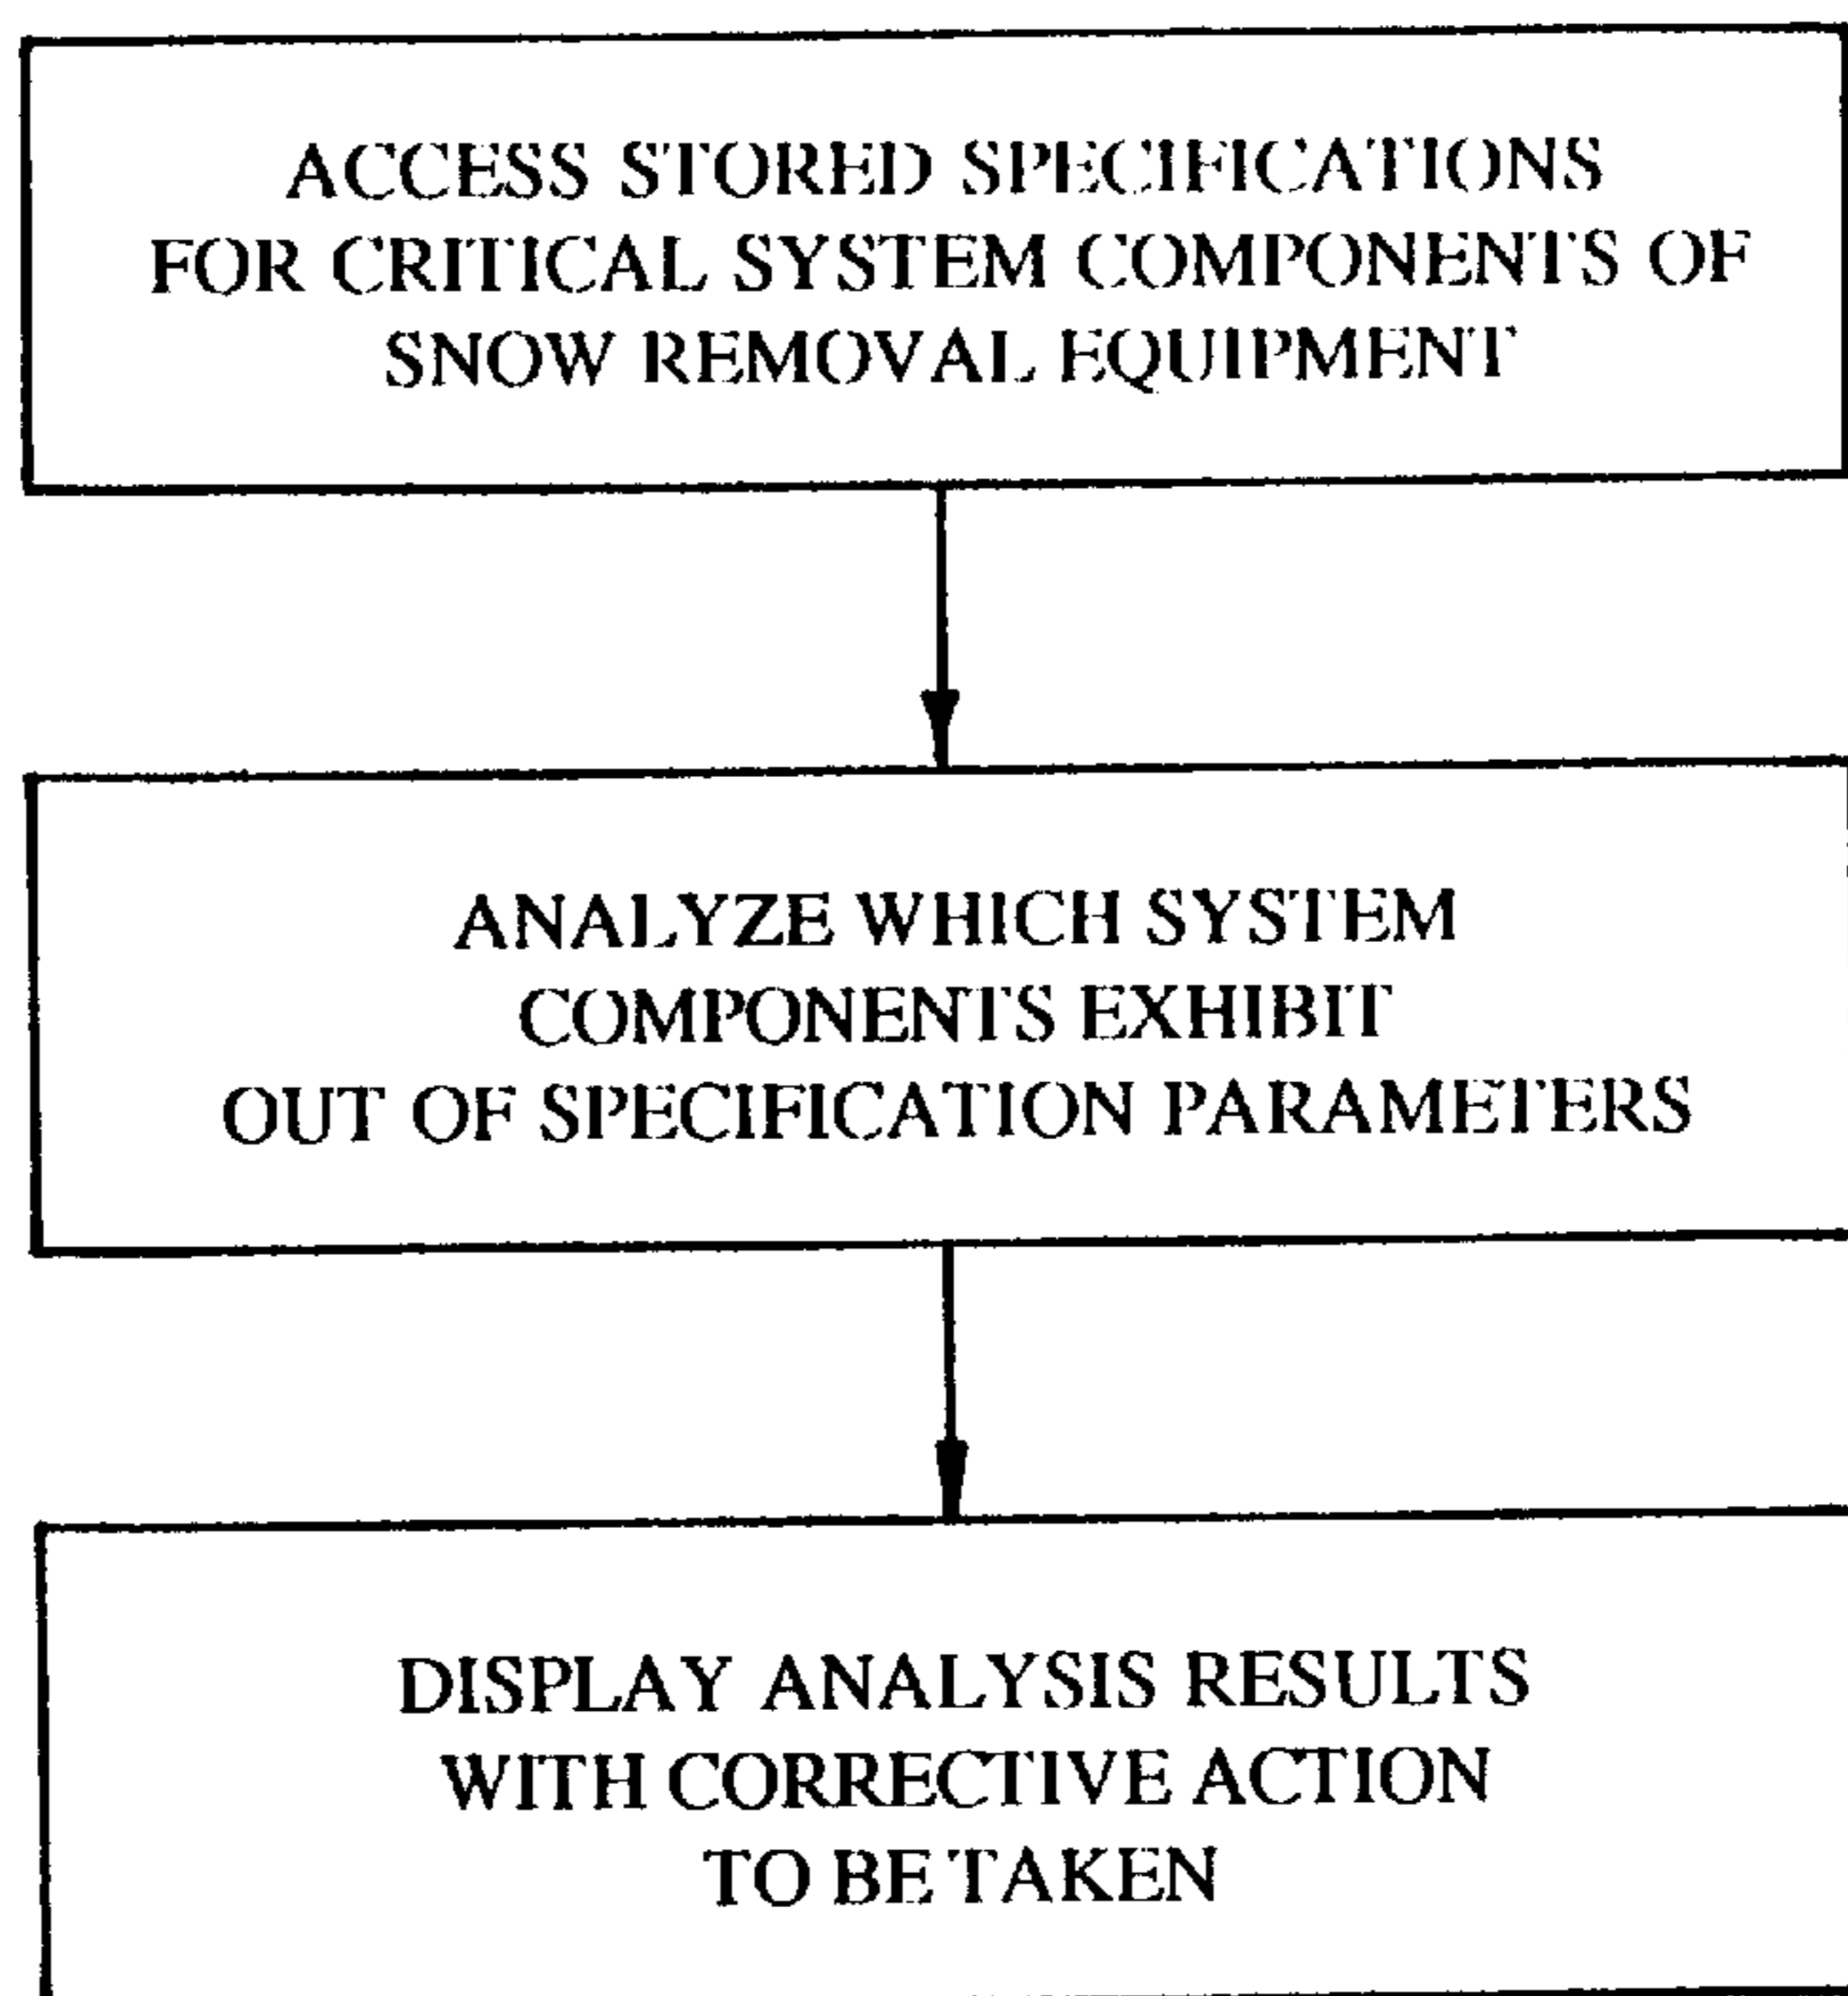 ACCESS STORED SPECIFICATIONS
FOR CRITICAL SYSTEM COMPONENTS OF
SNOW REMOVAL EQUIPMENT
ANALYZE WHICH SYSTEM
COMPONENTS EXHIBIT
OUT OF SPECIFICATION PARAMETERS
DISPLAY ANALYSIS RESULTS
WITH CORRECTIVE ACTION
TO BE TAKEN